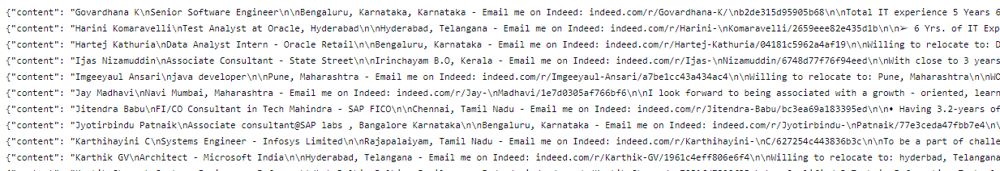 {"content": "Govardhana K\nSenior Software Engineer\n\nBengaluru, Karnataka, Karnataka - Email me on Indeed: indeed.com/r/Govardhana-K/\nb2de315d95905b68\n\nTotal IT experience 5 Years 6
{"content": "Harini Komaravelli\nTest Analyst at Oracle, Hyderabad\n\nHyderabad, Telangana - Email me on Indeed: indeed.com/r/Harini-\nKomaravelli/2659eee82e435d1b\n\n➢ 6 Yrs. of IT Exp
{"content": "Hartej Kathuria\nData Analyst Intern - Oracle Retail\n\nBengaluru, Karnataka - Email me on Indeed: indeed.com/r/Hartej-Kathuria/04181c5962a4af19\n\nWilling to relocate to: D
{"content": "Ijas Nizamuddin\nAssociate Consultant - State Street\n\nIrinchayam B.O, Kerala - Email me on Indeed: indeed.com/r/Ijas-\nNizamuddin/6748d77f76f94eed\n\nWith close to 3 years
{"content": "Imgeeyaul Ansari\njava developer\n\nPune, Maharashtra - Email me on Indeed: indeed.com/r/Imgeeyaul-Ansari/a7be1cc43a434ac4\n\nWilling to relocate to: Pune, Maharashtra\n\nWO
{"content": "Jay Madhavi\nNavi Mumbai, Maharashtra - Email me on Indeed: indeed.com/r/Jay-\nMadhavi/1e7d0305af766bf6\n\nI look forward to being associated with a growth - oriented, learn
{"content": "Jitendra Babu\nFI/CO Consultant in Tech Mahindra - SAP FICO\n\nChennai, Tamil Nadu - Email me on Indeed: indeed.com/r/Jitendra-Babu/bc3ea69a183395ed\n\n• Having 3.2-years of
{"content": "Jyotirbindu Patnaik\nAssociate consultant@SAP labs , Bangalore Karnataka\n\nBengaluru, Karnataka - Email me on Indeed: indeed.com/r/Jyotirbindu-\nPatnaik/77e3ceda47fbb7e4\n\
{"content": "Karthihayini C\nSystems Engineer - Infosys Limited\n\nRajapalaiyam, Tamil Nadu - Email me on Indeed: indeed.com/r/Karthihayini-\nC/627254c443836b3c\n\nTo be a part of challe
{"content": "Karthik GV\nArchitect - Microsoft India\n\nHyderabad, Telangana - Email me on Indeed: indeed.com/r/Karthik-GV/1961c4eff806e6f4\n\nWilling to relocate to: hyderbad, Telangana